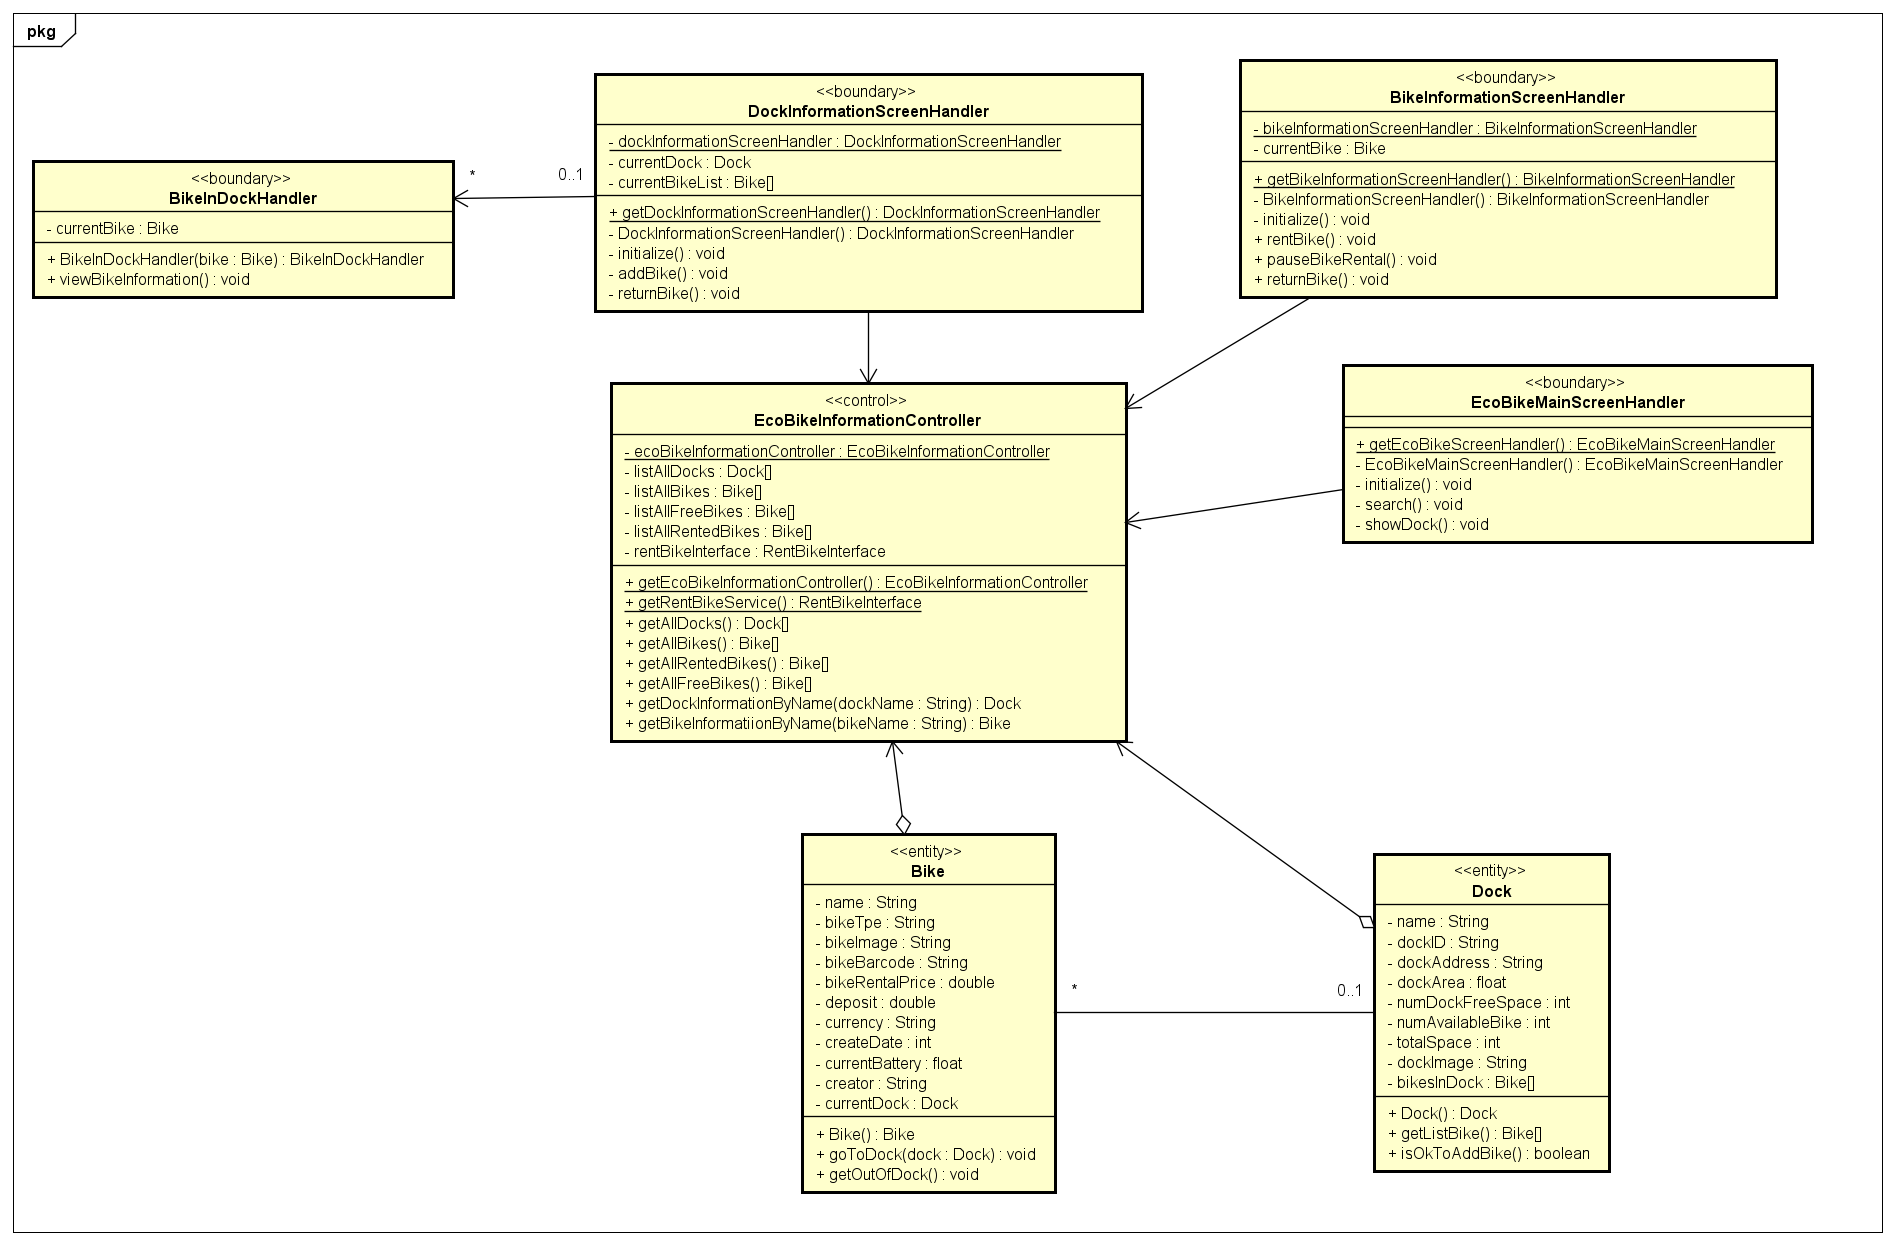 pkg
<<boundary>>
DockInformationScreenHandler
- dockInformationScreenHandler : DockInformationScreenHandler
- currentDock : Dock
- currentBikeList : Bike[]
+ getDockInformationScreenHandler() : DockInformationScreenHandler
- DockInformationScreenHandler() : DockInformationScreenHandler
- initialize() : void
- addBike() : void
- returnBike() : void
<<boundary>>
BikeInformationScreenHandler
- bikeInformationScreenHandler : BikeInformationScreenHandler
- currentBike : Bike
+ getBikeInformationScreenHandler() : BikeInformationScreenHandler
- BikeInformationScreenHandler() : BikeInformationScreenHandler
- initialize() : void
+ rentBike() : void
+ pauseBikeRental() : void
+ returnBike() : void
<<boundary>>
BikeInDockHandler
- currentBike : Bike
+ BikeInDockHandler(bike : Bike) : BikeInDockHandler
+ viewBikeInformation() : void
*
0..1
<<control>>
EcoBikeInformationController
- ecoBikeInformationController : EcoBikeInformationController
- listAllDocks : Dock[]
- listAllBikes : Bike[]
- listAllFreeBikes : Bike[]
- listAllRentedBikes : Bike[]
- rentBikeInterface : RentBikeInterface
+ getEcoBikeInformationController() : EcoBikeInformationController
+ getRentBikeService() : RentBikeInterface
+ getAllDocks() : Dock[]
+ getAllBikes() : Bike[]
+ getAllRentedBikes() : Bike[]
+ getAllFreeBikes() : Bike[]
+ getDockInformationByName(dockName : String) : Dock
+ getBikeInformatiionByName(bikeName : String) : Bike
<<boundary>>
EcoBikeMainScreenHandler
+ getEcoBikeScreenHandler() : EcoBikeMainScreenHandler
- EcoBikeMainScreenHandler() : EcoBikeMainScreenHandler
- initialize() : void
- search() : void
- showDock() : void
<<entity>>
Bike
- name : String
- bikeTpe : String
- bikeImage : String
- bikeBarcode : String
- bikeRentalPrice : double
- deposit : double
- currency : String
- createDate : int
- currentBattery : float
- creator : String
- currentDock : Dock
+ Bike() : Bike
+ goToDock(dock : Dock) : void
+ getOutOfDock() : void
*
0..1
<<entity>>
Dock
- name : String
- dockID : String
- dockAddress : String
- dockArea : float
- numDockFreeSpace : int
- numAvailableBike : int
- totalSpace : int
- dockImage : String
- bikesInDock : Bike[]
+ Dock() : Dock
+ getListBike() : Bike[]
+ isOkToAddBike() : boolean